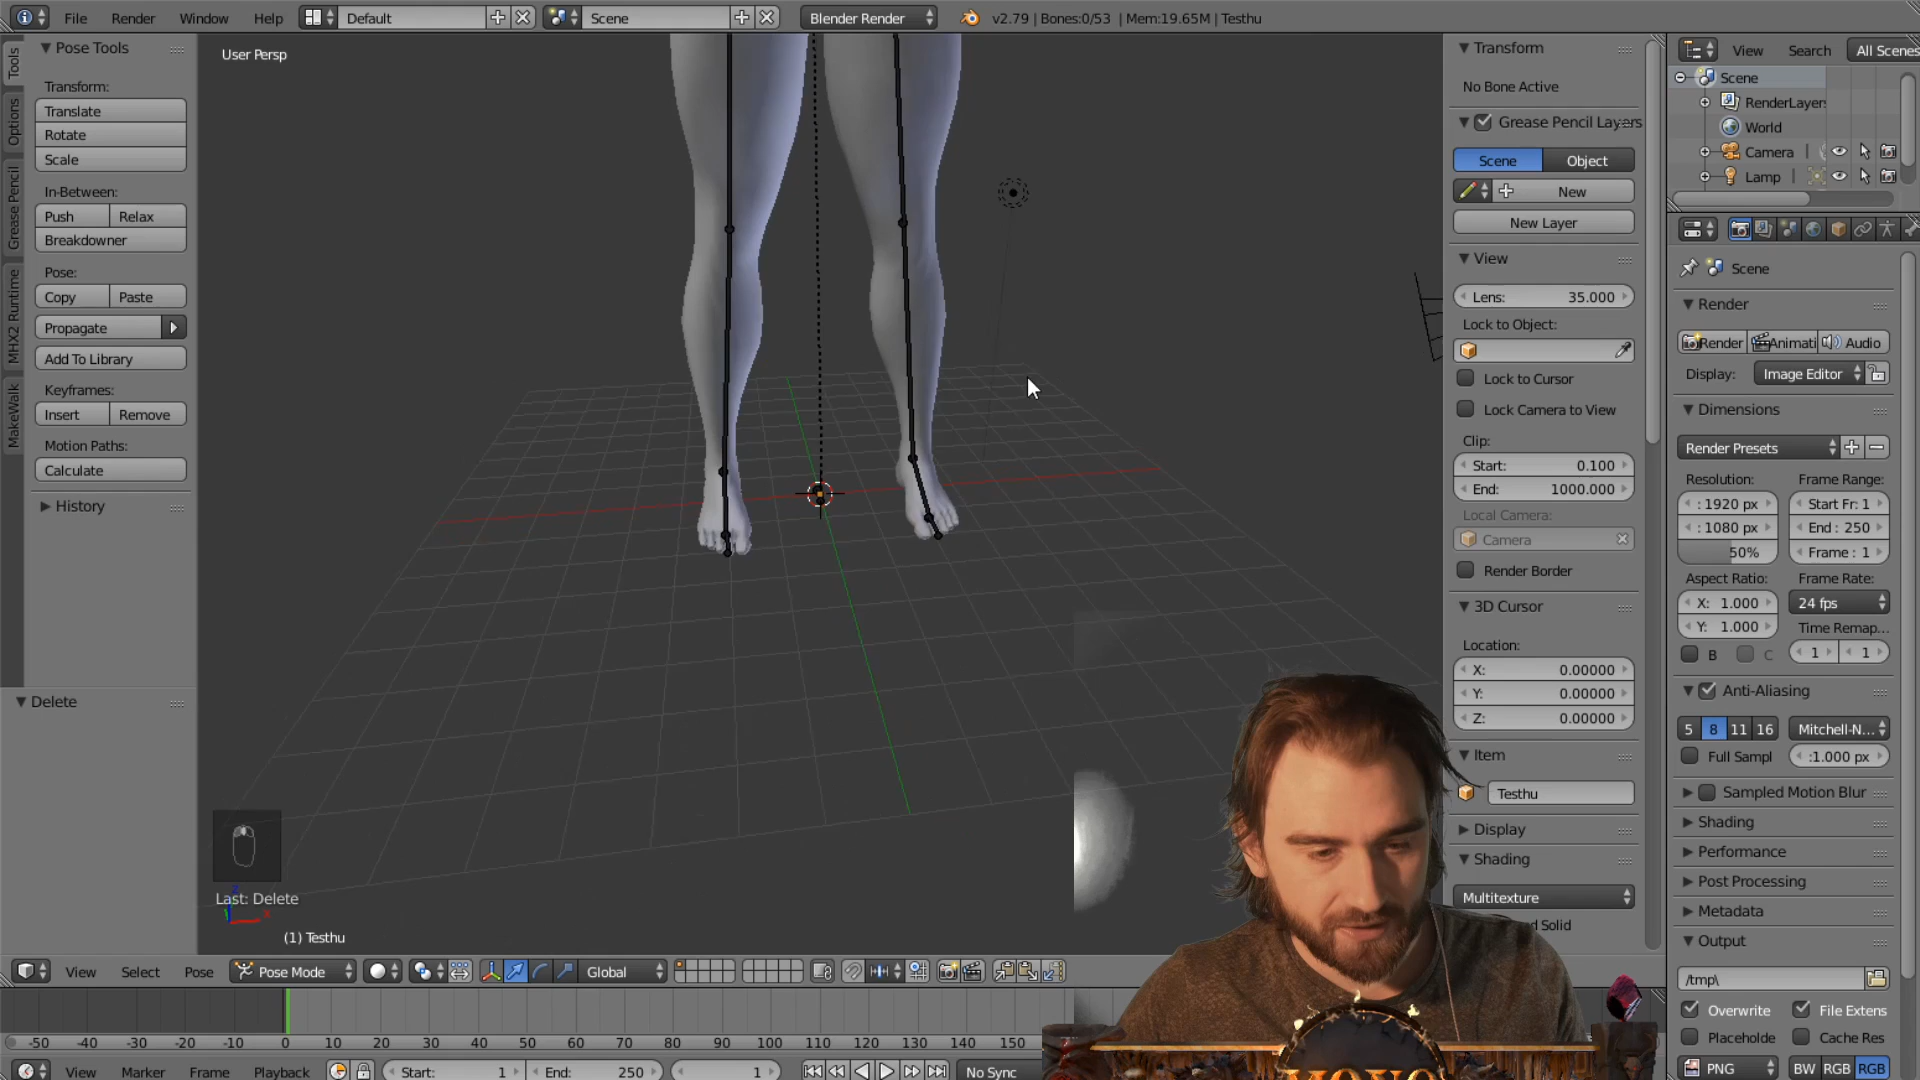 File Render Window Help Default Scene Blender Render v2.79 | Bones:0/53 | Mem:19.65M | Testhu
Tools
Options
Grease Pencil
MHX2 Runtime
MakeWalk
Pose Tools
Transform:
Translate
Rotate
Scale
In-Between:
Push Relax
Breakdowner
Pose:
Copy Paste
Propagate
Add To Library
Keyframes:
Insert Remove
Motion Paths:
Calculate
History
Delete
User Persp
Last: Delete
(1) Testhu
Transform
No Bone Active
Grease Pencil Layers
Scene Object
New
New Layer
View
Lens: 35.000
Lock to Object:
Lock to Cursor
Lock Camera to View
Clip:
Start: 0.100
End: 1000.000
Local Camera:
Camera
Render Border
3D Cursor
Location:
X: 0.00000
Y: 0.00000
Z: 0.00000
Item
Testhu
Display
Shading
Multitexture
d Solid
View Search All Scenes
Scene
RenderLayers
World
Camera
Lamp
Scene
Render
Render Animati Audio
Display: Image Editor
Dimensions
Render Presets
Resolution: Frame Range:
: 1920 px Start Fr: 1
: 1080 px End : 250
50% Frame : 1
Aspect Ratio: Frame Rate:
X: 1.000 24 fps
Y: 1.000 Time Remap...
B C 1 1
Anti-Aliasing
5 8 11 16 Mitchell-N...
Full Sampl :1.000 px
Sampled Motion Blur
Shading
Performance
Post Processing
Metadata
Output
/tmp\
Overwrite File Extens
Placeholde Cache Res
PNG BW RGB RGB
View Select Pose Pose Mode Global
-50 -40 -30 -20 -10 0 10 20 30 40 50 60 70 80 90 100 110 120 130 140 150
View Marker Frame Playback Start: 1 End: 250 1 No Sync